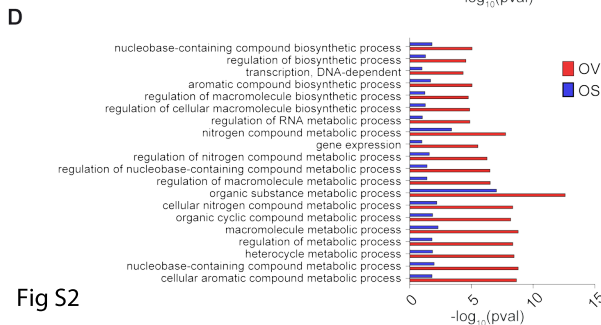 -log10(pval)
D
nucleobase-containing compound biosynthetic process
regulation of biosynthetic process
transcription, DNA-dependent
aromatic compound biosynthetic process
regulation of macromolecule biosynthetic process
regulation of cellular macromolecule biosynthetic process
regulation of RNA metabolic process
nitrogen compound metabolic process
gene expression
regulation of nitrogen compound metabolic process
regulation of nucleobase-containing compound metabolic process
regulation of macromolecule metabolic process
organic substance metabolic process
cellular nitrogen compound metabolic process
organic cyclic compound metabolic process
macromolecule metabolic process
regulation of metabolic process
heterocycle metabolic process
nucleobase-containing compound metabolic process
cellular aromatic compound metabolic process
OV
OS
0 5 10 15
-log10(pval)
Fig S2